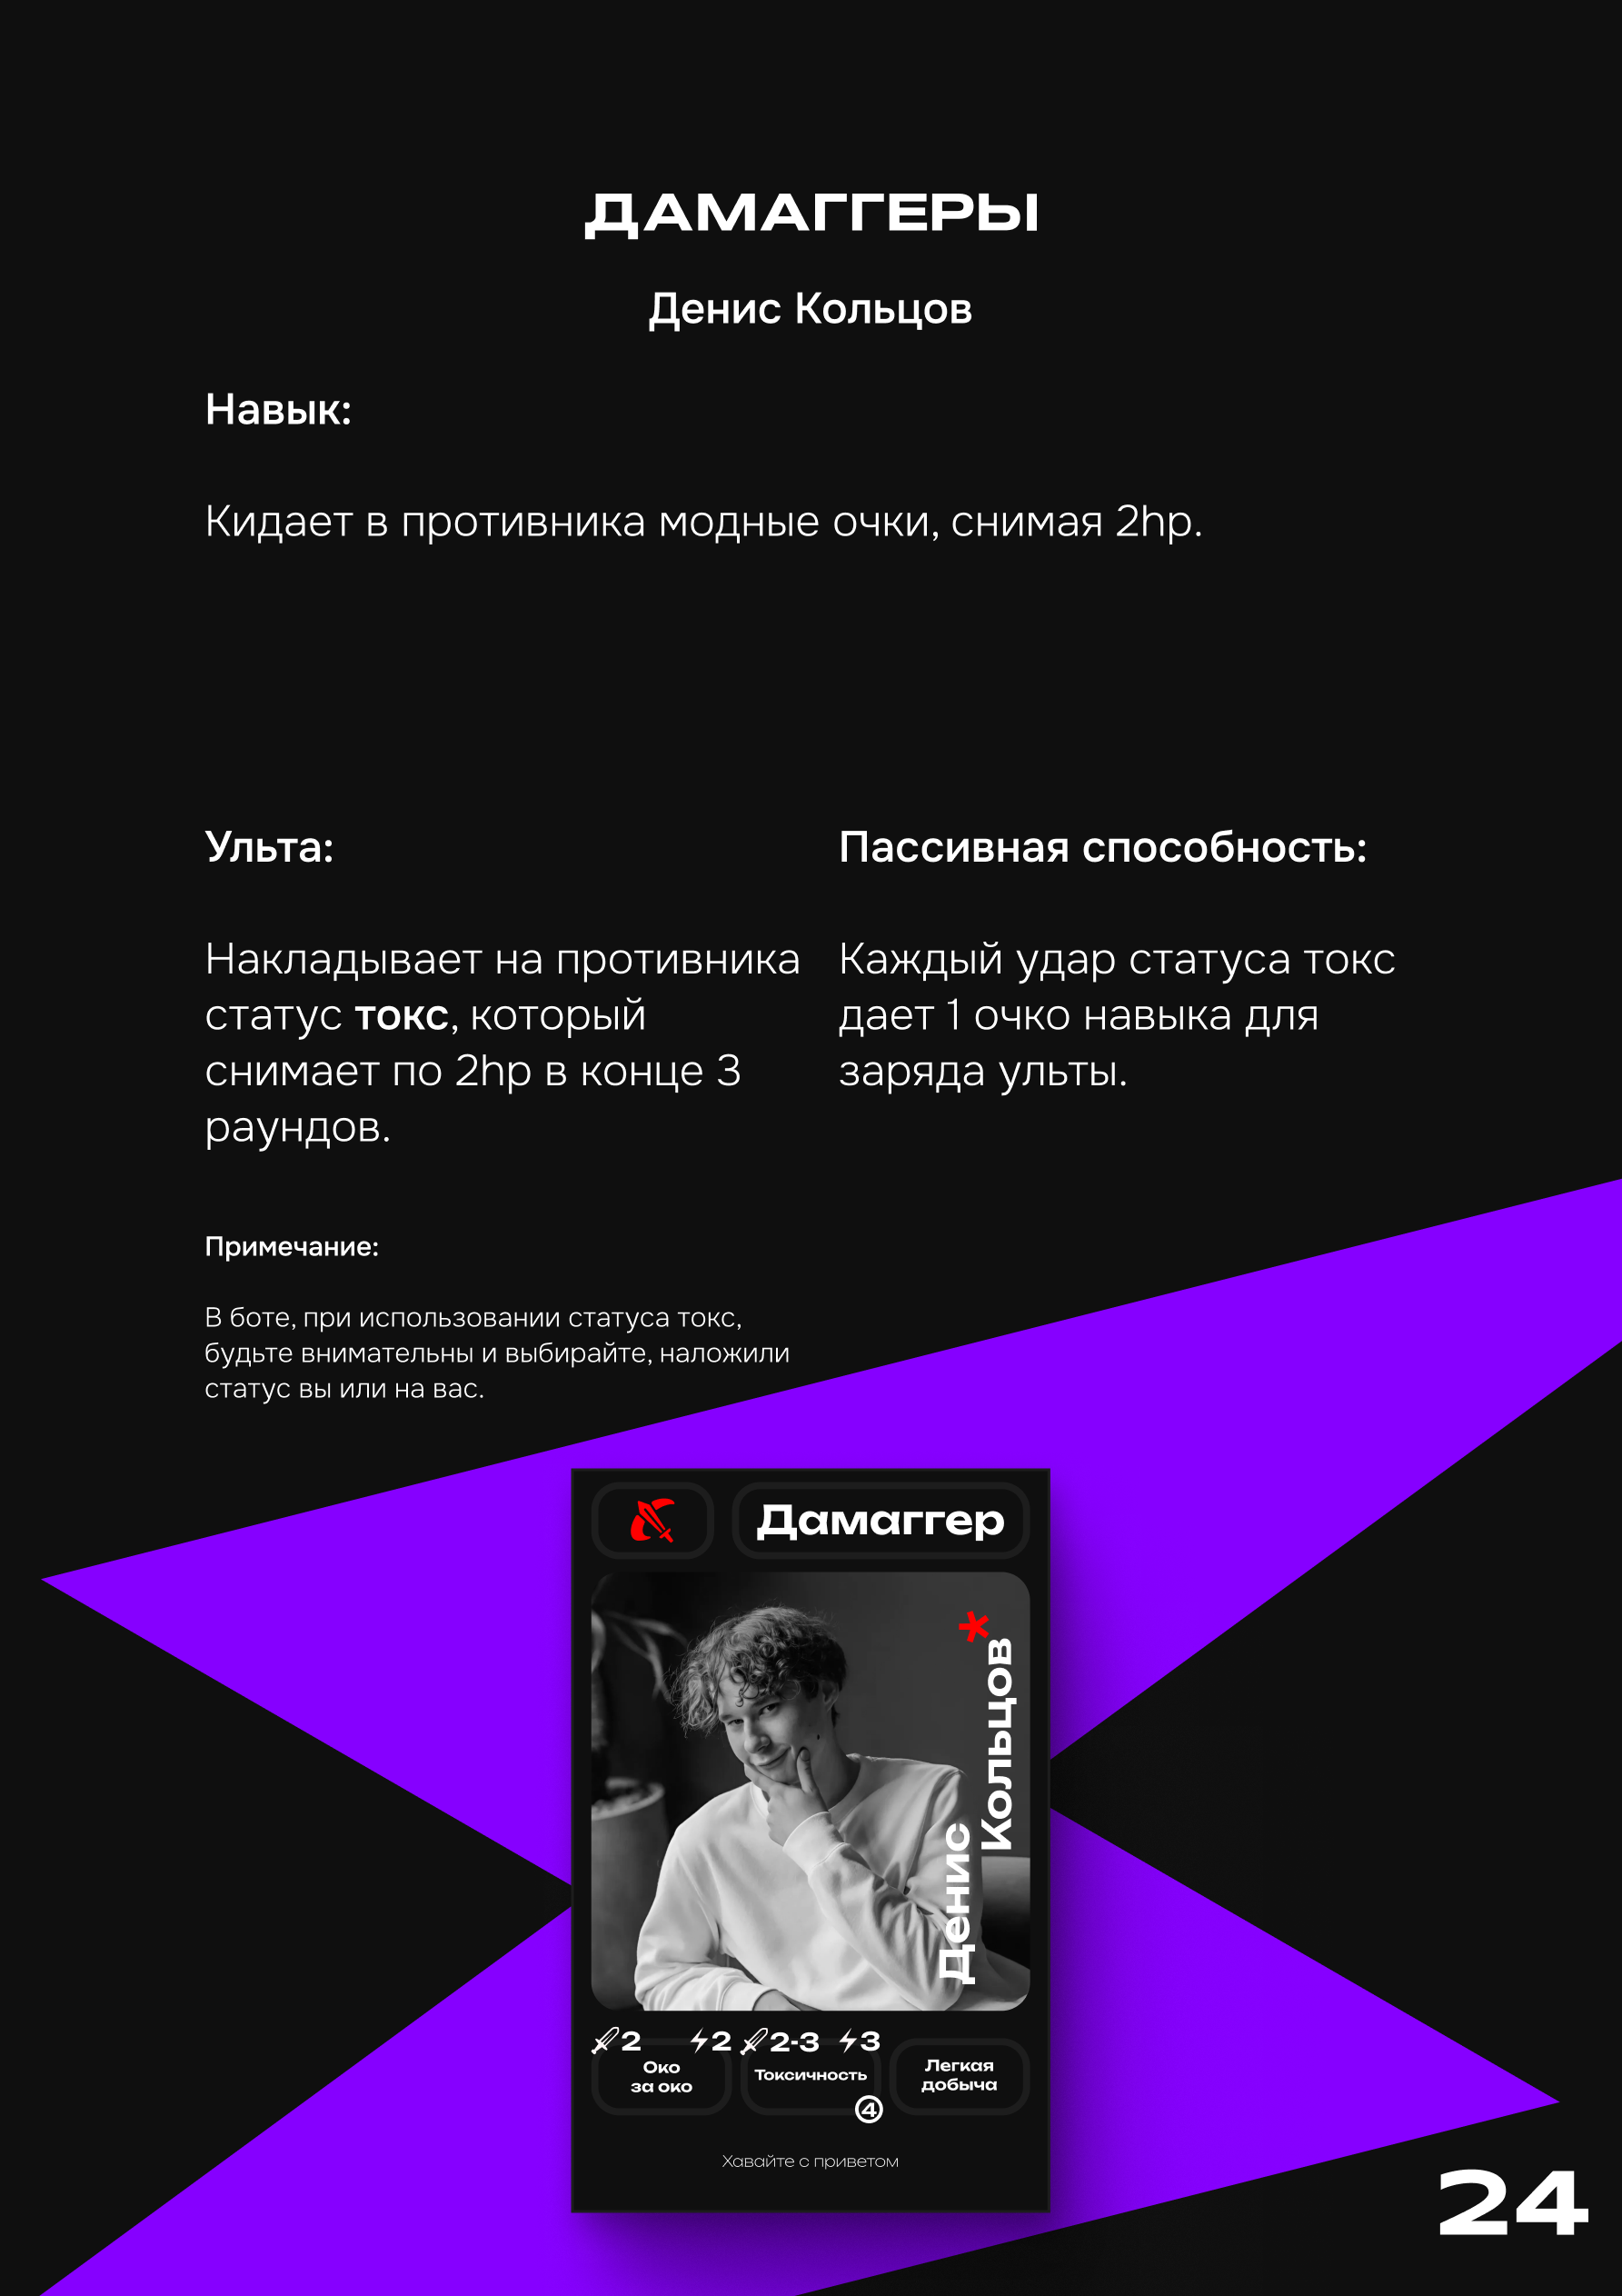 ДАМАГГЕРЫ
Денис Кольцов
Навык:
Кидает в противника модные очки, снимая 2hp.
Ульта:
Накладывает на противника
статус токс, который
снимает по 2hp в конце 3
раундов.
Пассивная способность:
Каждый удар статуса токс
дает 1 очко навыка для
заряда ульты.
Примечание:
В боте, при использовании статуса токс,
будьте внимательны и выбирайте, наложили
статус вы или на вас.
Дамаггер
Денис
Кольцов*
2 2
Око
за око
2-3 3
Токсичность
4
Легкая
добыча
Хавайте с приветом
24